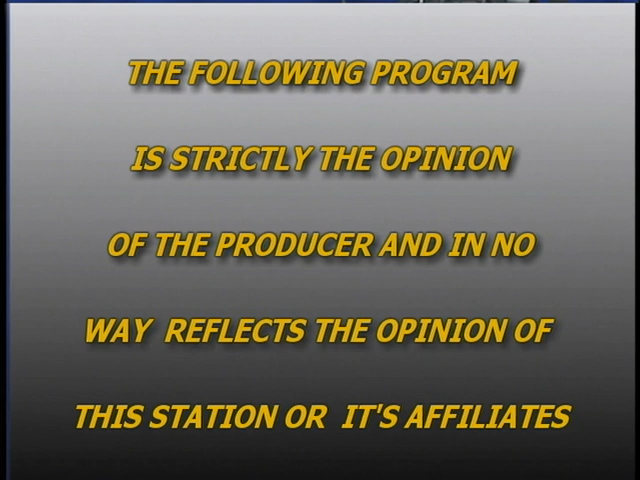 THE FOLLOWING PROGRAM
IS STRICTLY THE OPINION
OF THE PRODUCER AND IN NO
WAY REFLECTS THE OPINION OF
THIS STATION OR IT'S AFFILIATES